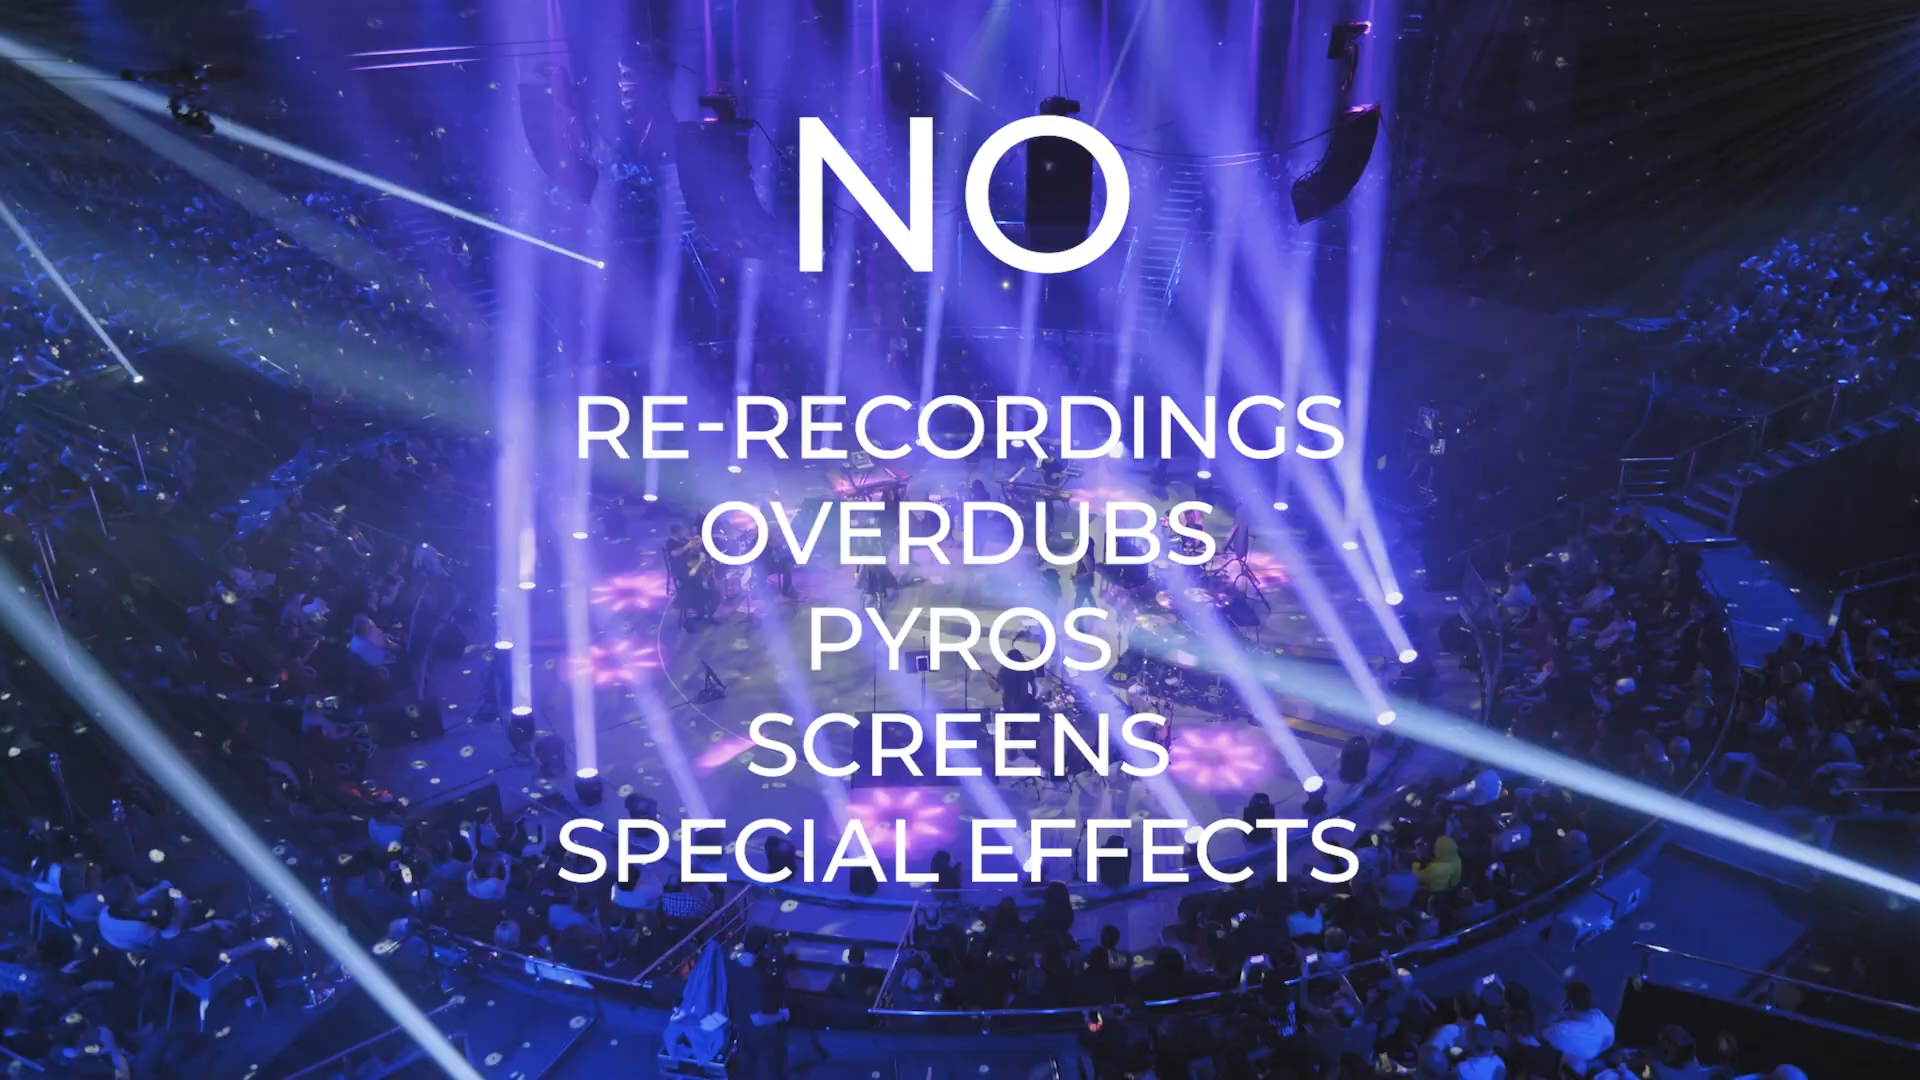 NO
RE-RECORDINGS
OVERDUBS
PYROS
SCREENS
SPECIAL EFFECTS